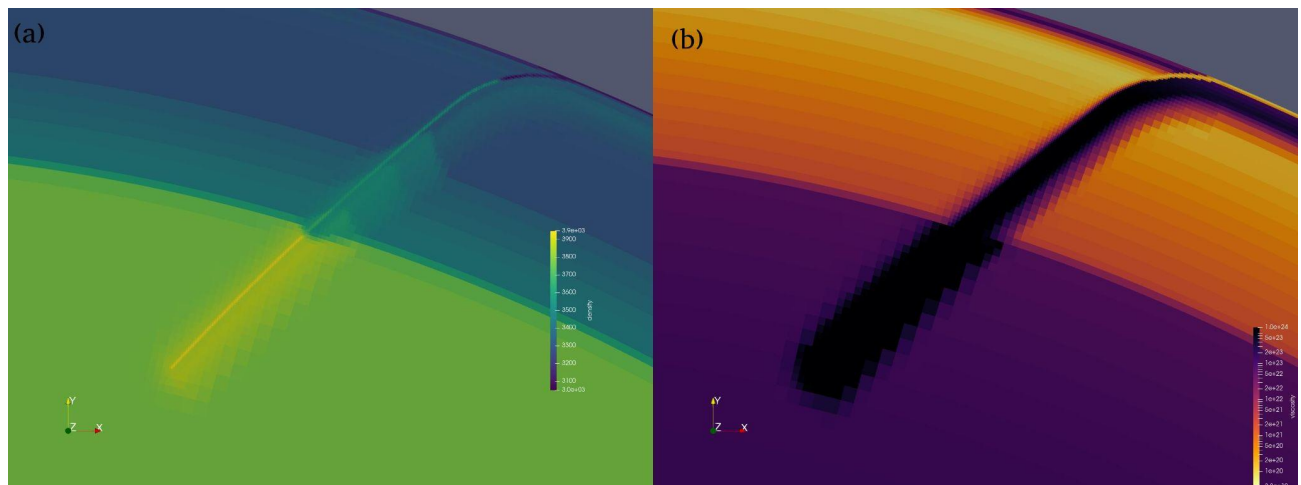 (a)
(b)
3.9e+03
3900
3800
3700
3600
3500
3400
3300
3200
3100
3.0e+03
density
Y
Z
X
1.0e+24
5e+23
2e+23
1e+23
5e+22
2e+22
1e+22
5e+21
2e+21
1e+21
5e+20
2e+20
1e+20
viscosity
Y
Z
X